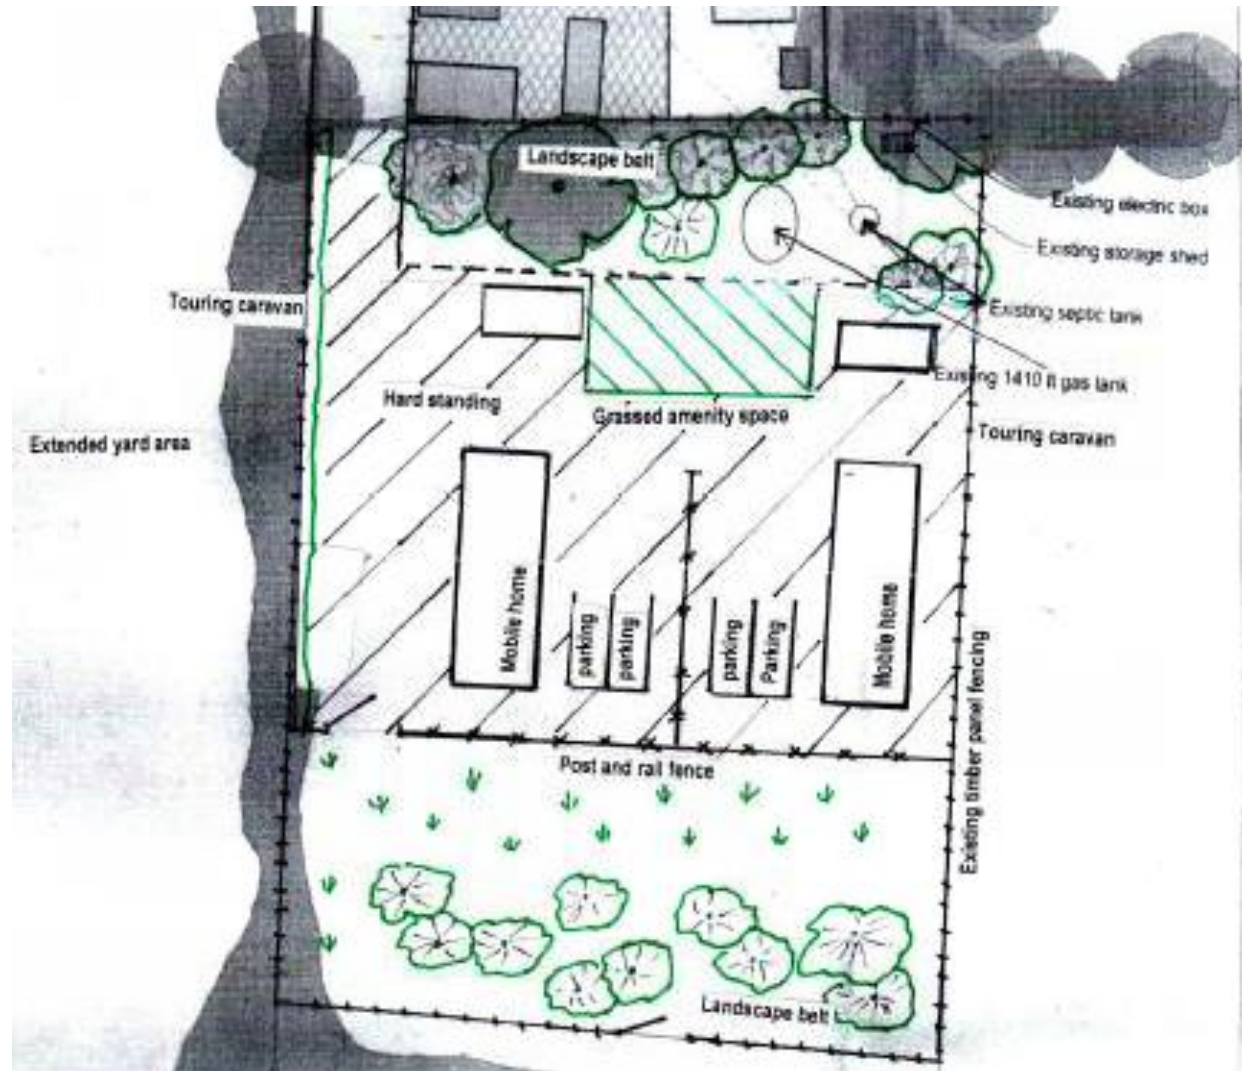 Landscape belt
Existing electric box
Existing storage shed
Touring caravan
Existing septic tank
Existing 1410 lt gas tank
Hard standing
Grassed amenity space
Touring caravan
Extended yard area
Mobile home
parking
parking
parking
Parking
Mobile home
Existing timber panel fencing
Post and rail fence
Landscape belt